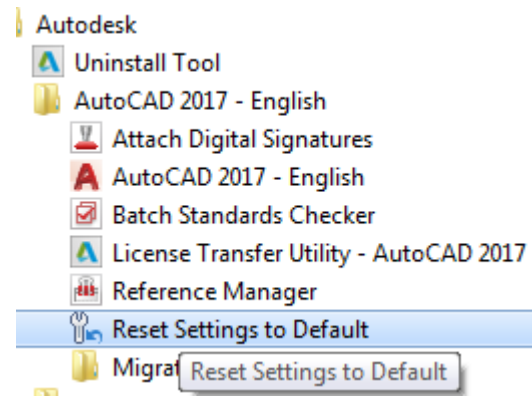 Autodesk
Uninstall Tool
AutoCAD 2017 - English
Attach Digital Signatures
AutoCAD 2017 - English
Batch Standards Checker
License Transfer Utility - AutoCAD 2017
Reference Manager
Reset Settings to Default
Reset Settings to Default